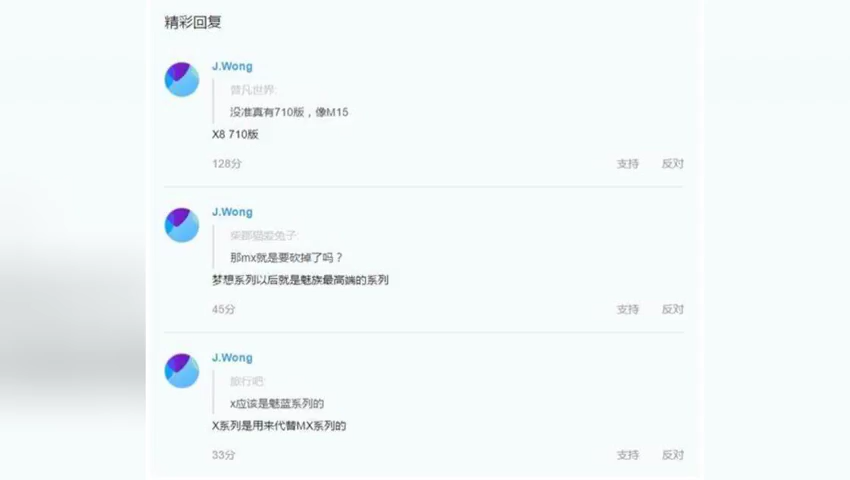 精彩回复
J.Wong
普凡世界:
没准真有710版，像M15
X8 710版
128分
支持 反对
J.Wong
那mx就是要砍掉了吗？
梦想系列以后就是魅族最高端的系列
45分
支持 反对
J.Wong
旅行吧:
x应该是魅蓝系列的
X系列是用来代替MX系列的
33分
支持 反对